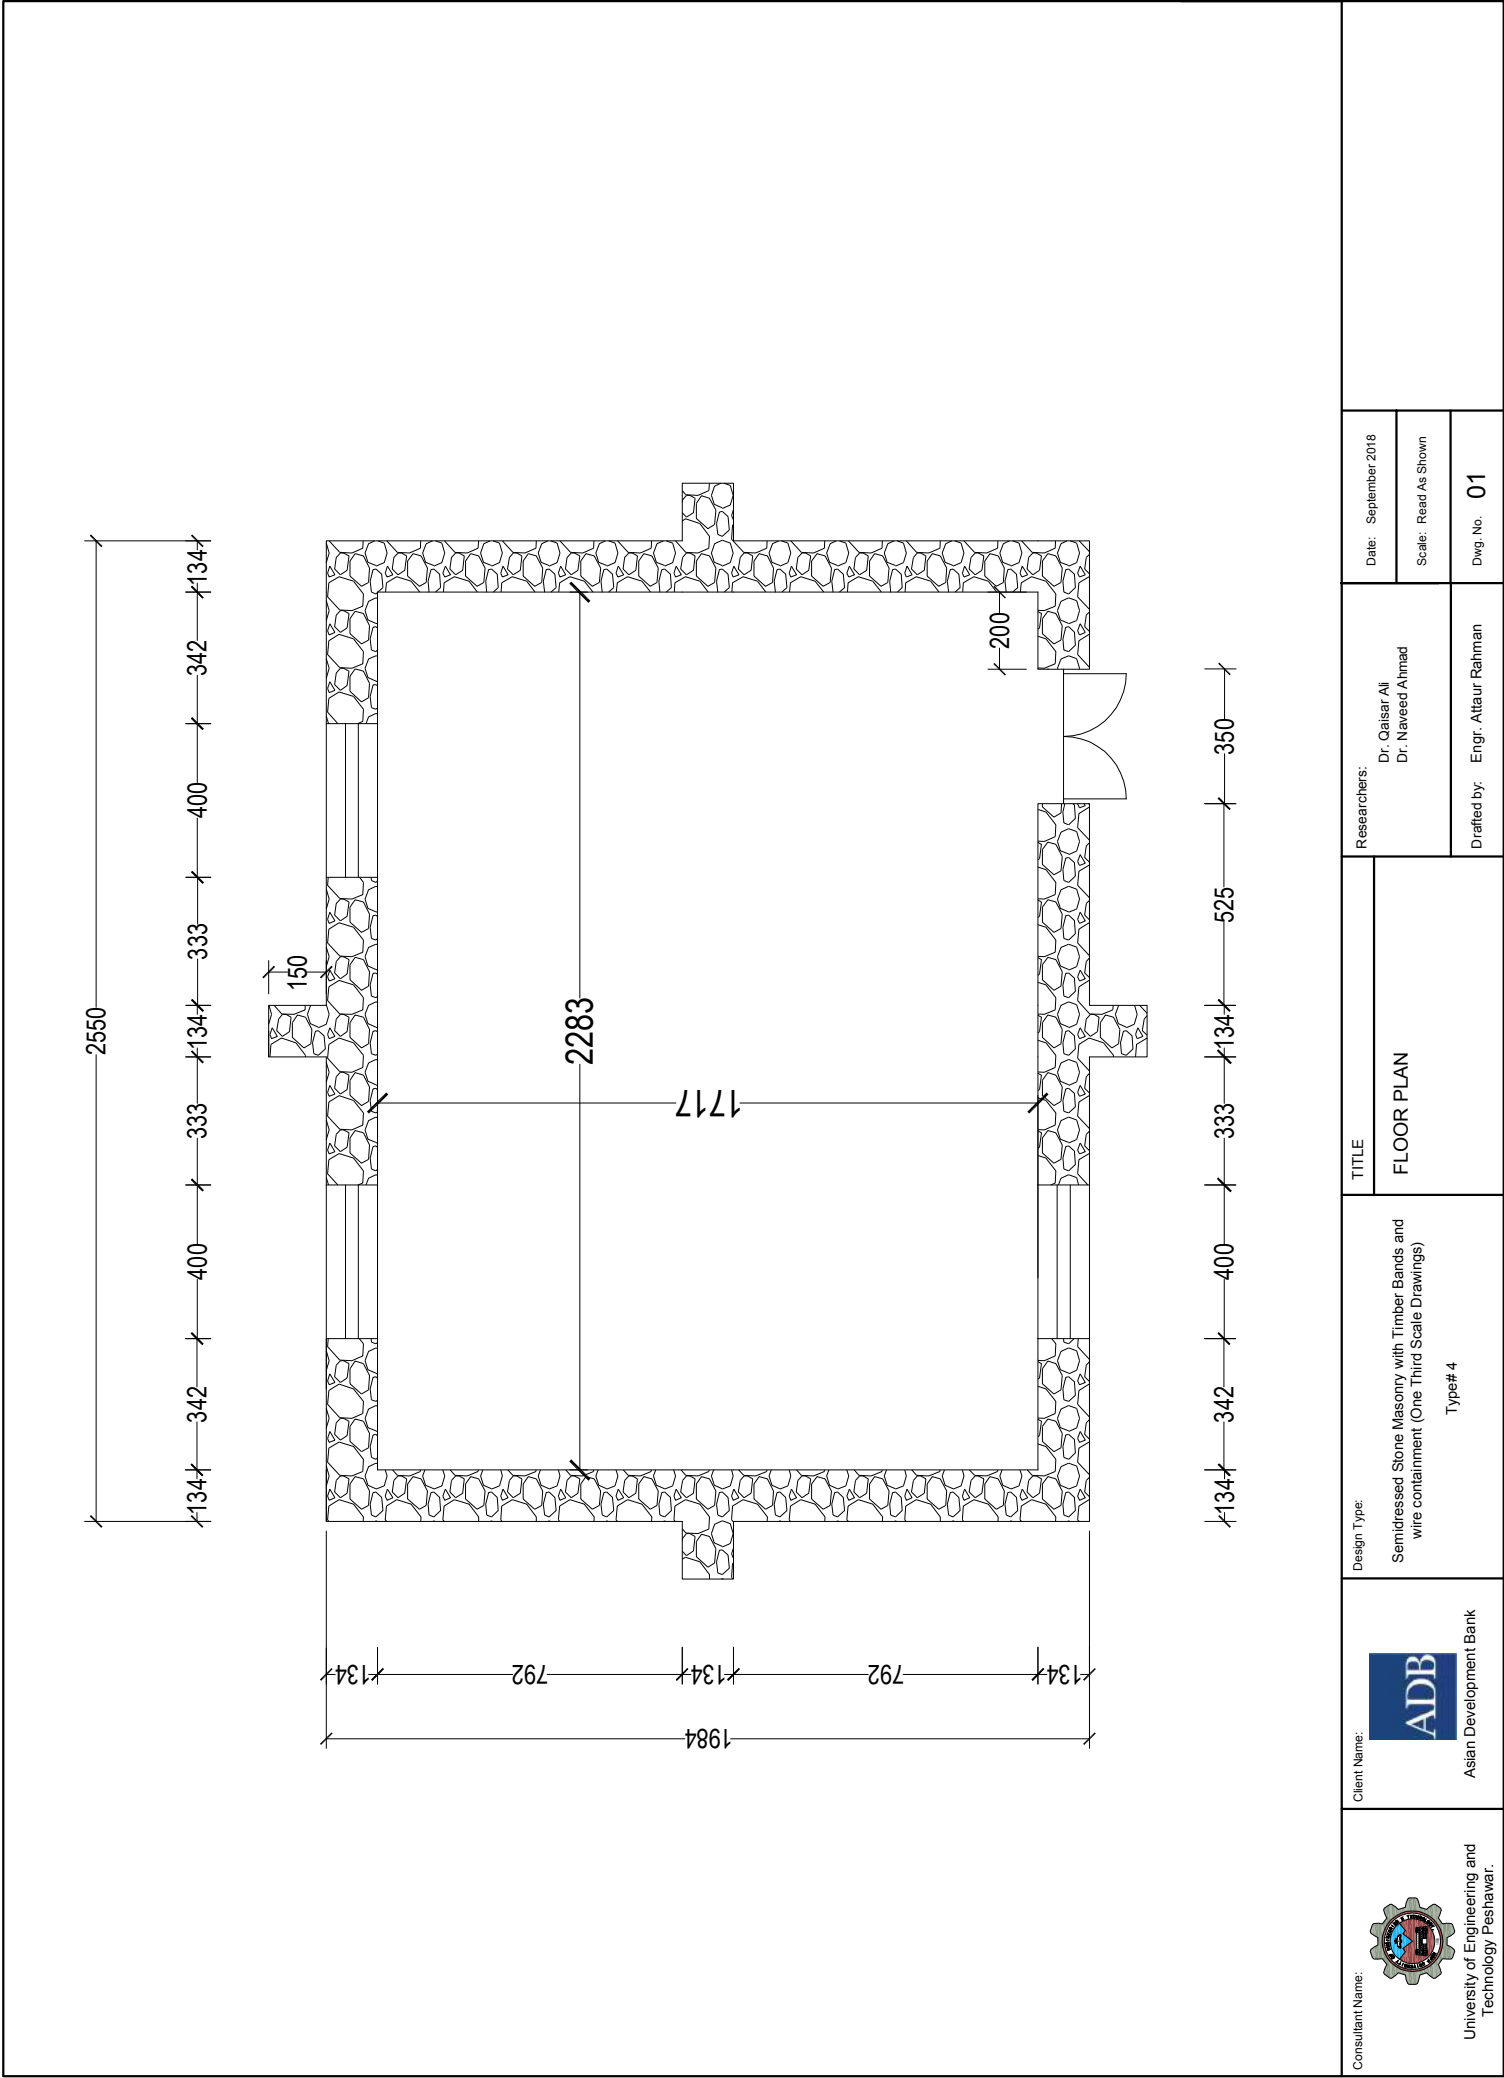 2550
134
342
400
333
134
333
400
342
134
150
2283
1717
200
134
342
400
333
134
525
350
134
792
134
792
134
1984
Consultant Name:
University of Engineering and
Technology Peshawar.
Client Name:
ADB
Asian Development Bank
Design Type:
Semidressed Stone Masonry with Timber Bands and
wire containment (One Third Scale Drawings)
Type# 4
TITLE
FLOOR PLAN
Researchers:
Dr. Qaisar Ali
Dr. Naveed Ahmad
Drafted by: Engr. Attaur Rahman
Date: September 2018
Scale: Read As Shown
Dwg. No. 01